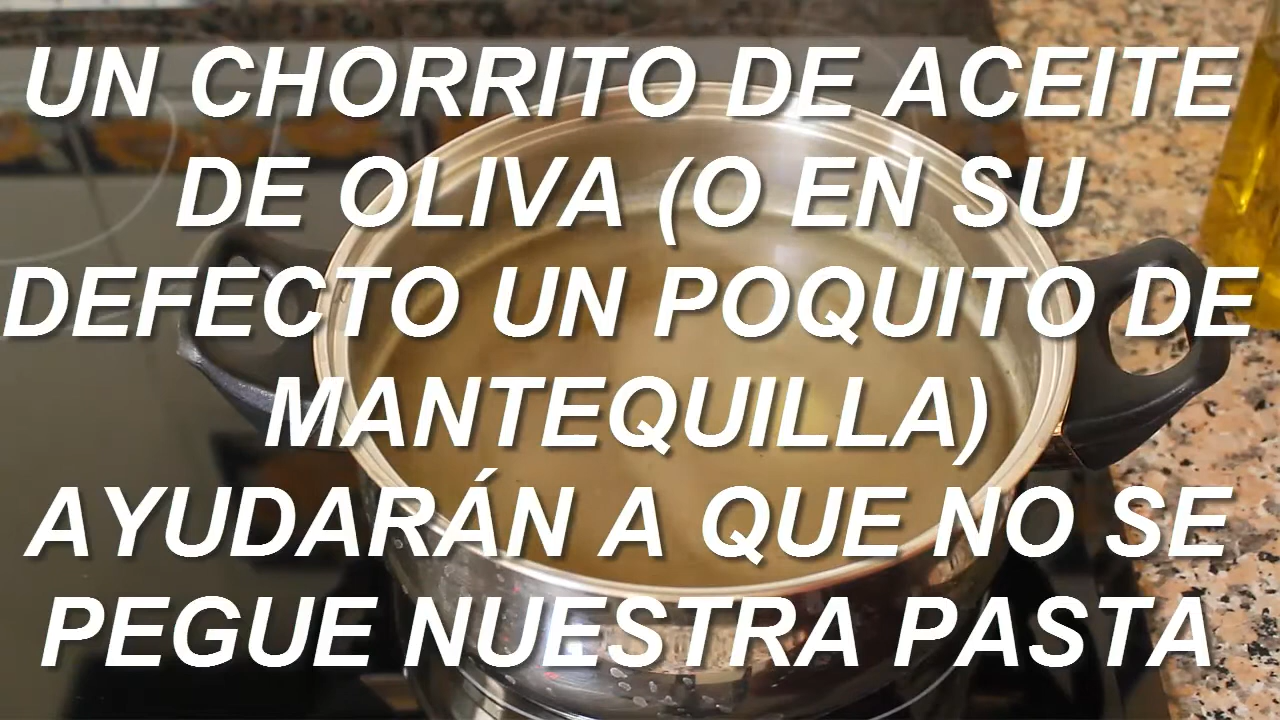 UN CHORRITO DE ACEITE
DE OLIVA (O EN SU
DEFECTO UN POQUITO DE
MANTEQUILLA)
AYUDARÁN A QUE NO SE
PEGUE NUESTRA PASTA